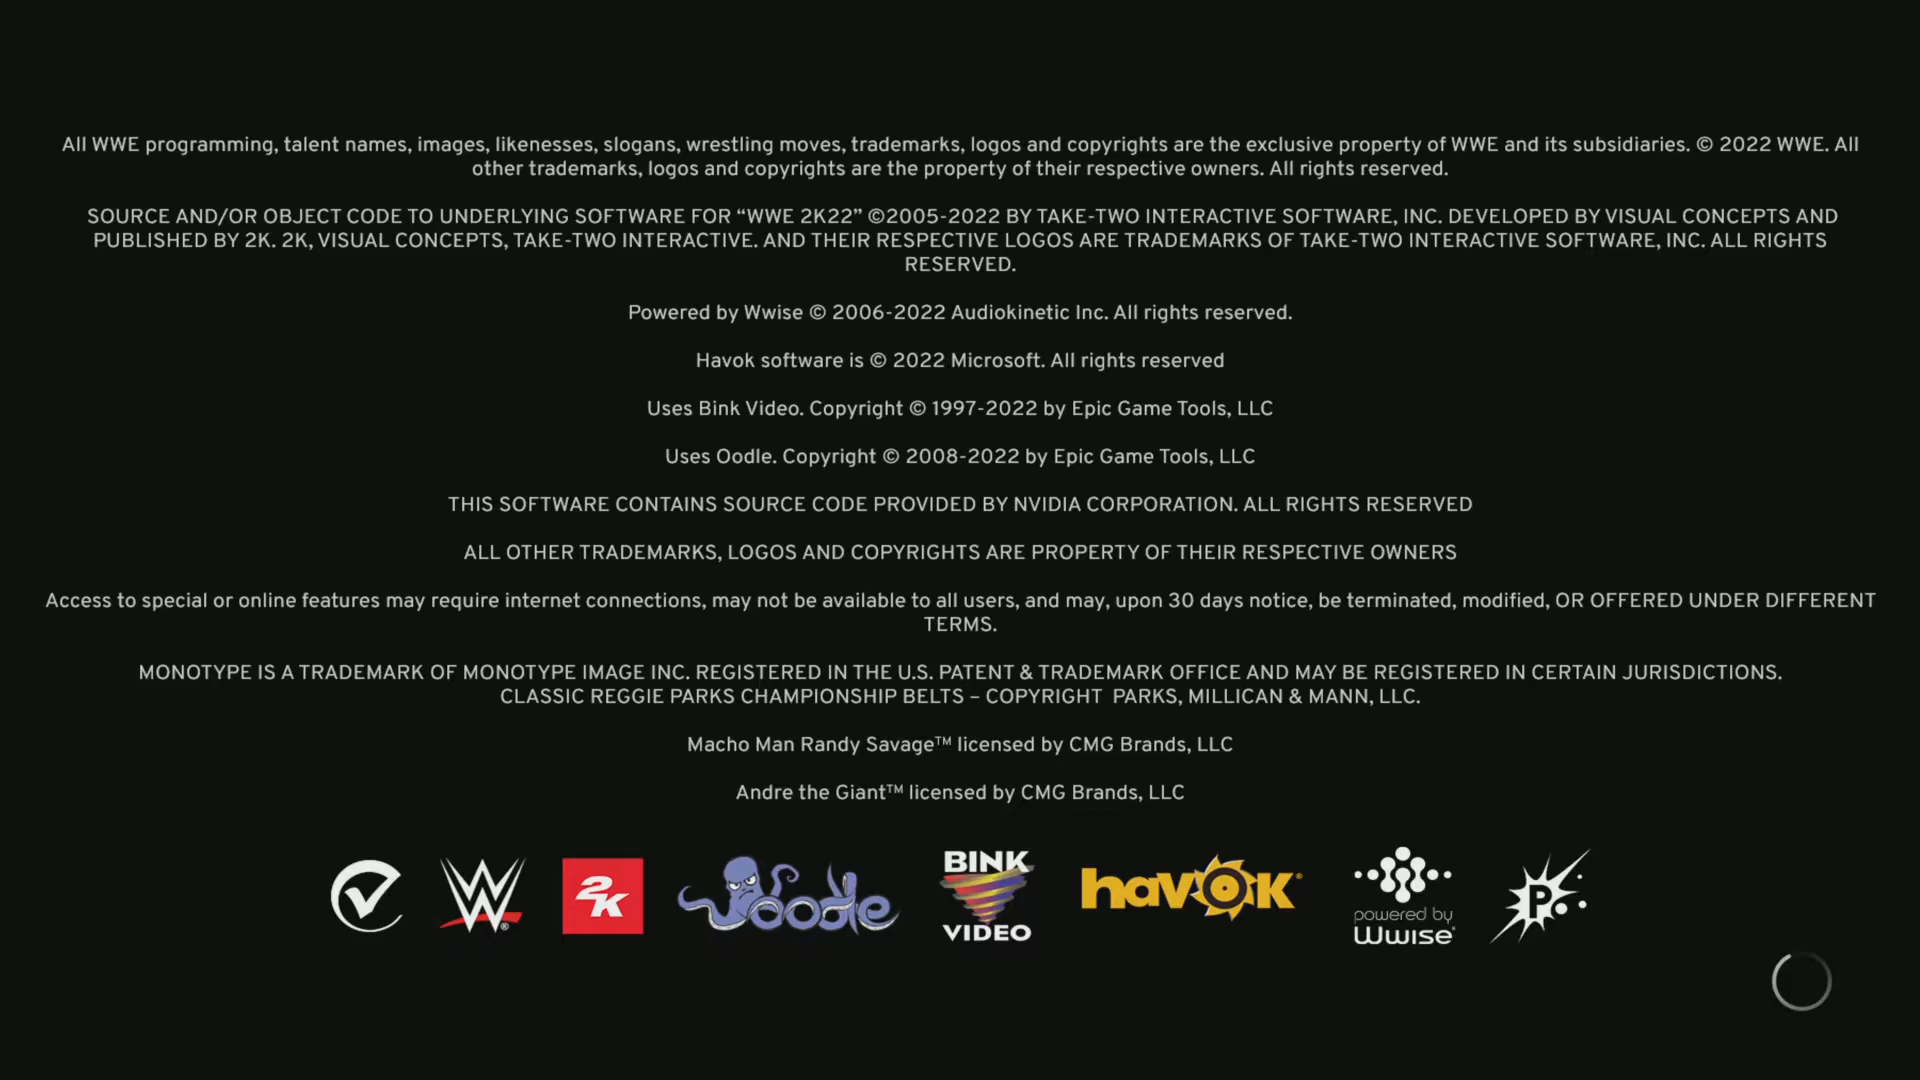 All WWE programming, talent names, images, likenesses, slogans, wrestling moves, trademarks, logos and copyrights are the exclusive property of WWE and its subsidiaries. © 2022 WWE. All
other trademarks, logos and copyrights are the property of their respective owners. All rights reserved.
SOURCE AND/OR OBJECT CODE TO UNDERLYING SOFTWARE FOR “WWE 2K22” ©2005-2022 BY TAKE-TWO INTERACTIVE SOFTWARE, INC. DEVELOPED BY VISUAL CONCEPTS AND
PUBLISHED BY 2K. 2K, VISUAL CONCEPTS, TAKE-TWO INTERACTIVE. AND THEIR RESPECTIVE LOGOS ARE TRADEMARKS OF TAKE-TWO INTERACTIVE SOFTWARE, INC. ALL RIGHTS
RESERVED.
Powered by Wwise © 2006-2022 Audiokinetic Inc. All rights reserved.
Havok software is © 2022 Microsoft. All rights reserved
Uses Bink Video. Copyright © 1997-2022 by Epic Game Tools, LLC
Uses Oodle. Copyright © 2008-2022 by Epic Game Tools, LLC
THIS SOFTWARE CONTAINS SOURCE CODE PROVIDED BY NVIDIA CORPORATION. ALL RIGHTS RESERVED
ALL OTHER TRADEMARKS, LOGOS AND COPYRIGHTS ARE PROPERTY OF THEIR RESPECTIVE OWNERS
Access to special or online features may require internet connections, may not be available to all users, and may, upon 30 days notice, be terminated, modified, OR OFFERED UNDER DIFFERENT
TERMS.
MONOTYPE IS A TRADEMARK OF MONOTYPE IMAGE INC. REGISTERED IN THE U.S. PATENT & TRADEMARK OFFICE AND MAY BE REGISTERED IN CERTAIN JURISDICTIONS.
CLASSIC REGGIE PARKS CHAMPIONSHIP BELTS – COPYRIGHT PARKS, MILLICAN & MANN, LLC.
Macho Man Randy Savage™ licensed by CMG Brands, LLC
Andre the Giant™ licensed by CMG Brands, LLC
W
2K
oodle
BINK
VIDEO
havok
powered by
Wwise
P